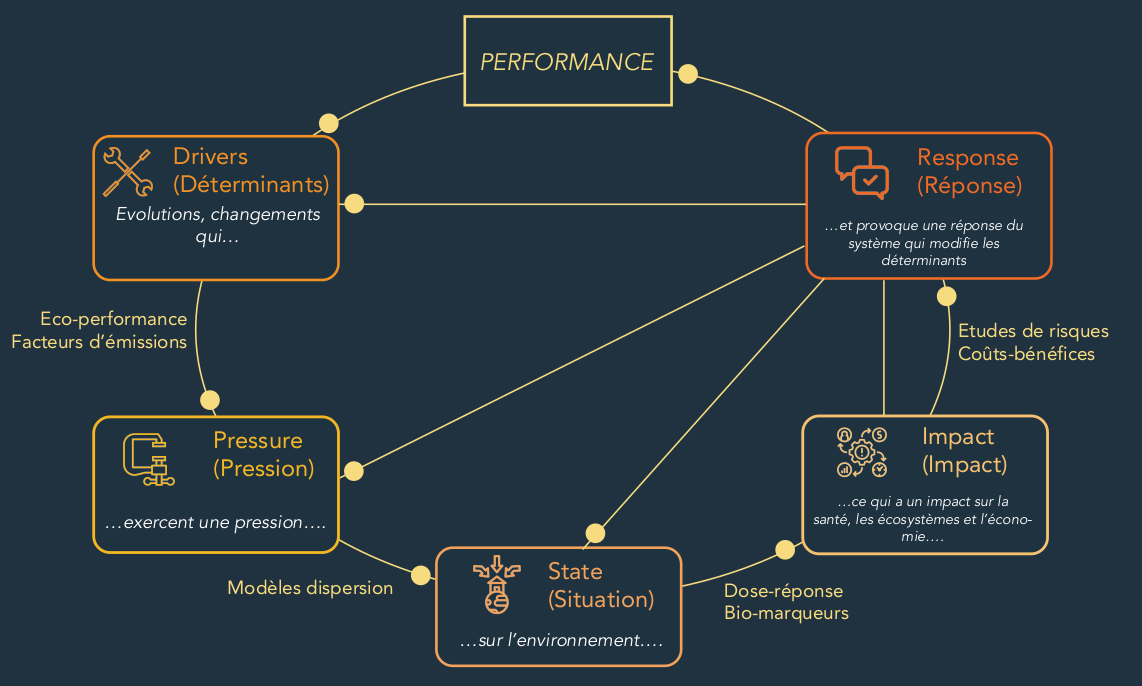 PERFORMANCE
Drivers
(Déterminants)
Evolutions, changements
qui…
Response
(Réponse)
…et provoque une réponse du
système qui modifie les
déterminants
Eco-performance
Facteurs d’émissions
Etudes de risques
Coûts-bénéfices
Pressure
(Pression)
…exercent une pression….
Impact
(Impact)
…ce qui a un impact sur la
santé, les écosystèmes et l’écono-
mie….
Modèles dispersion
State
(Situation)
…sur l’environnement….
Dose-réponse
Bio-marqueurs